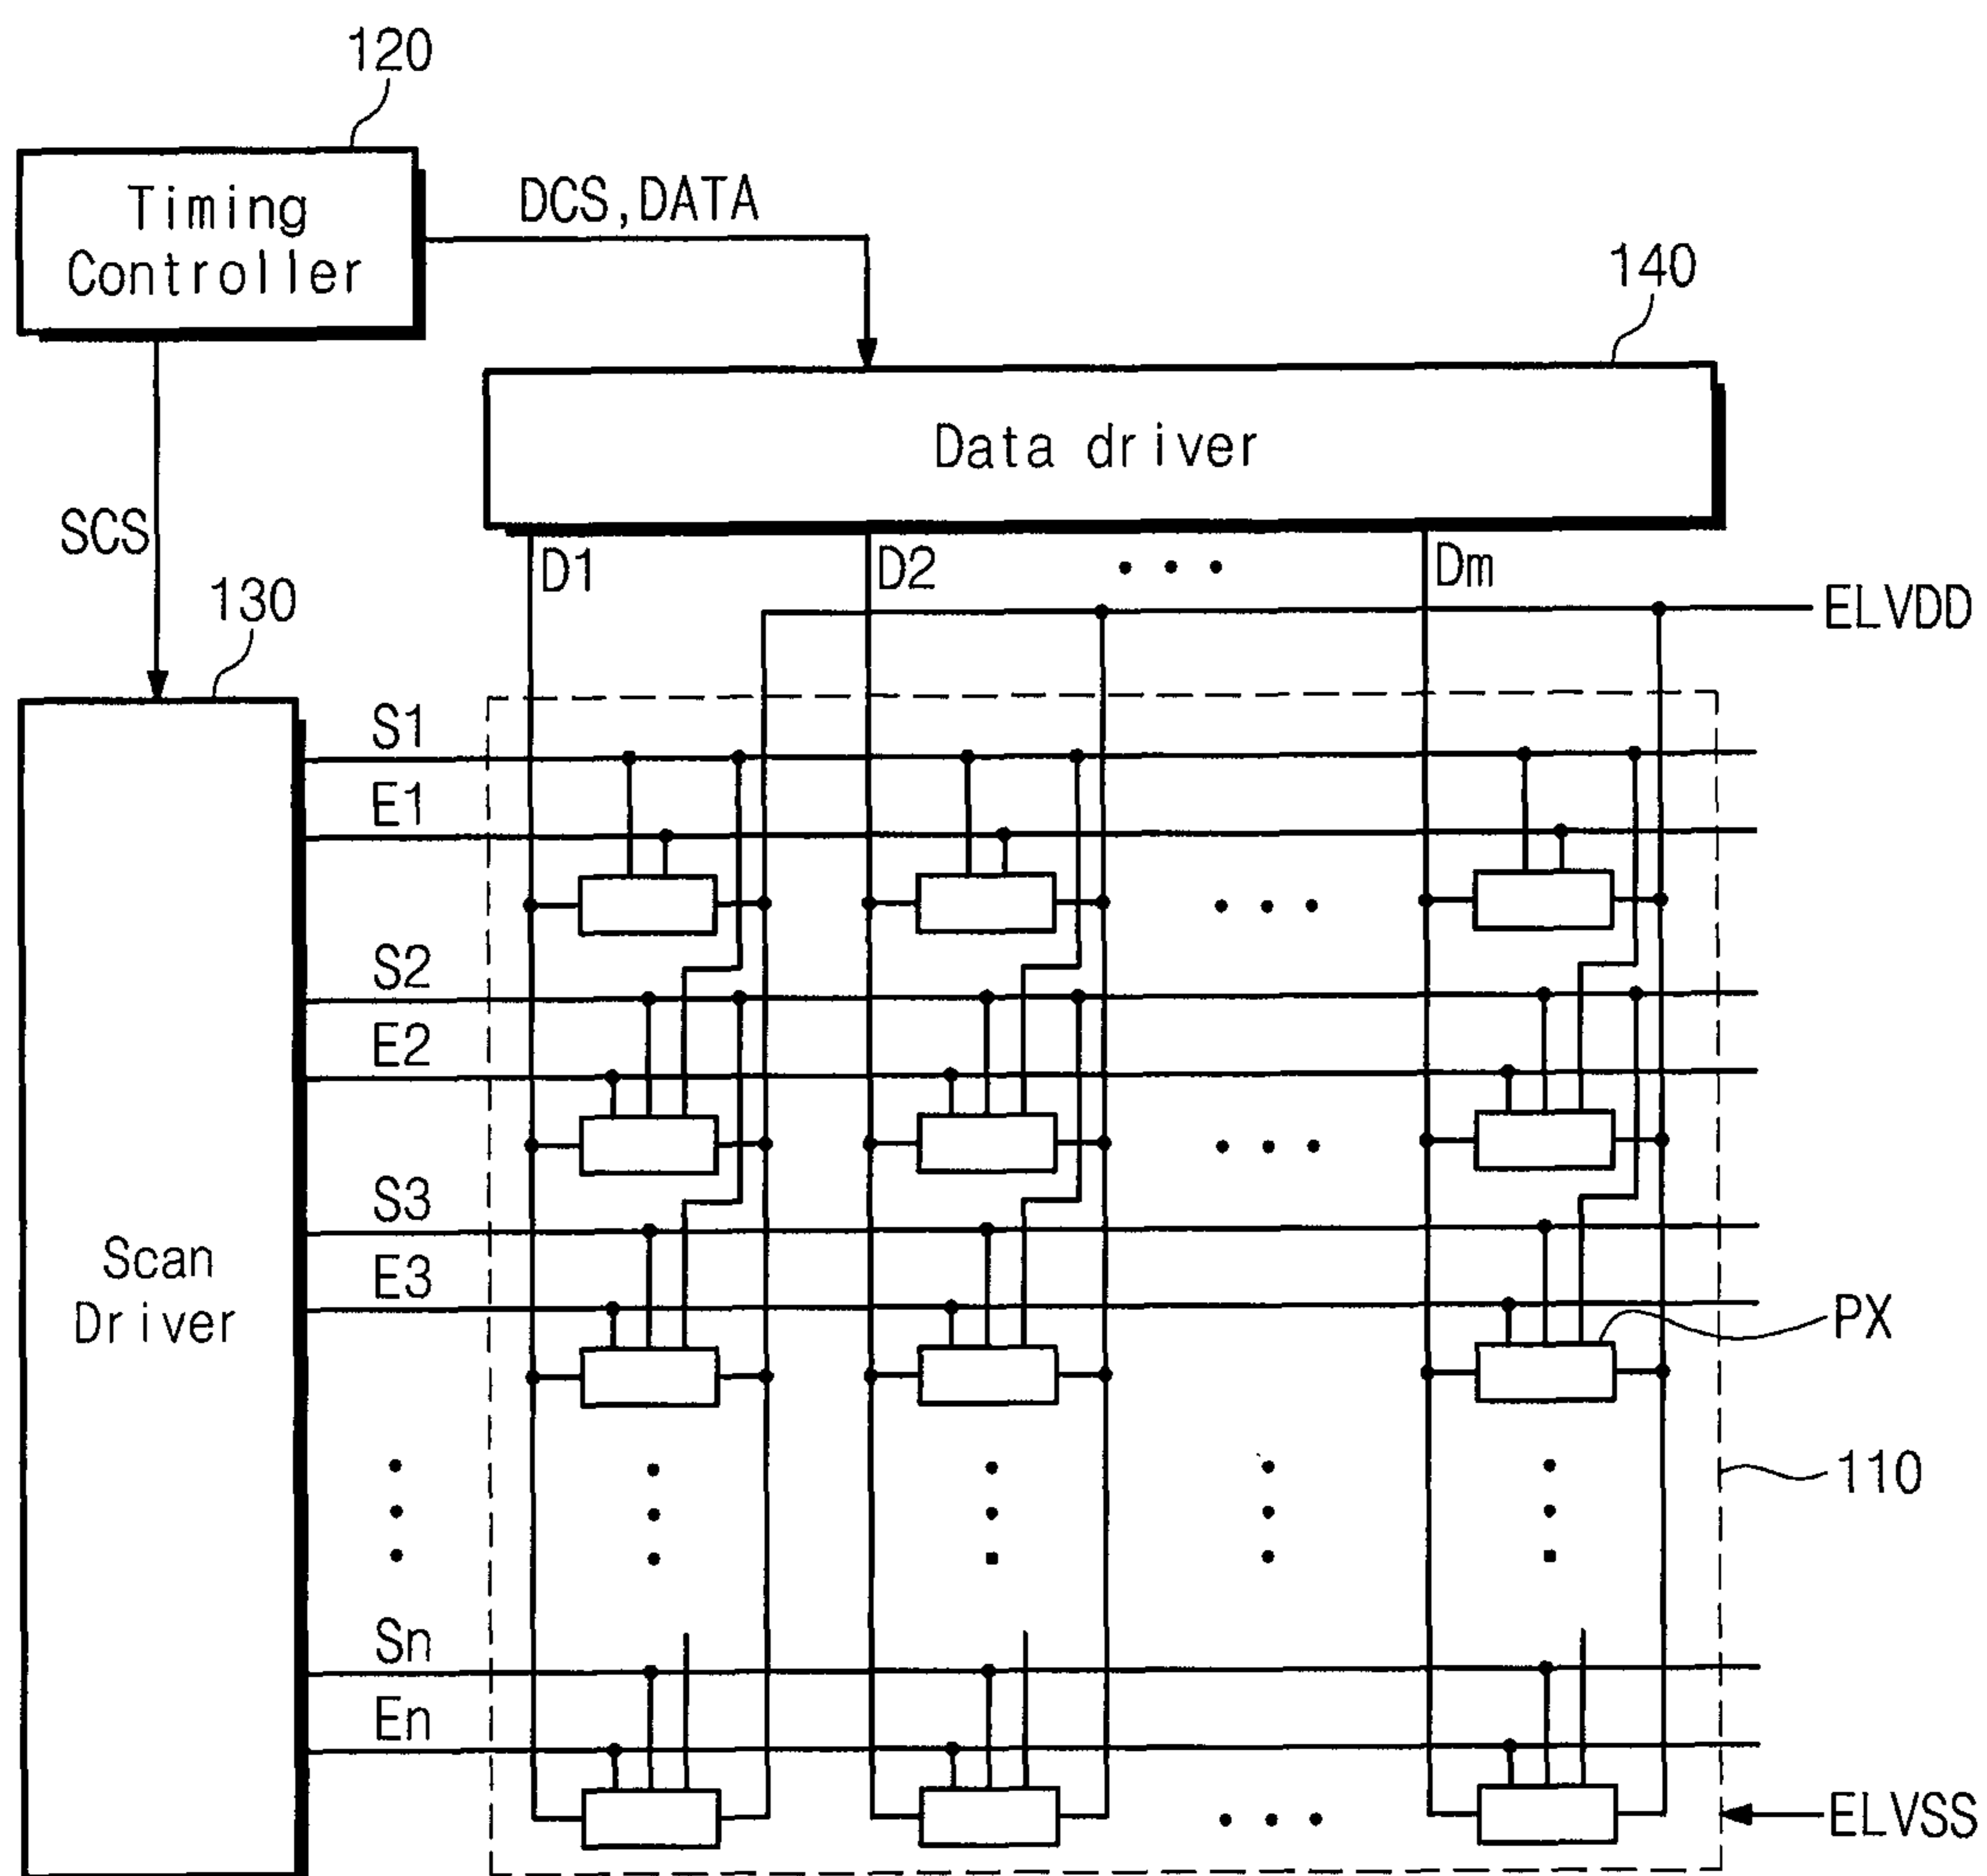 120
Timing
Controller
DCS,DATA
140
Data driver
SCS
D1
D2
Dm
130
ELVDD
S1
E1
S2
E2
S3
E3
Scan
Driver
PX
110
Sn
En
ELVSS